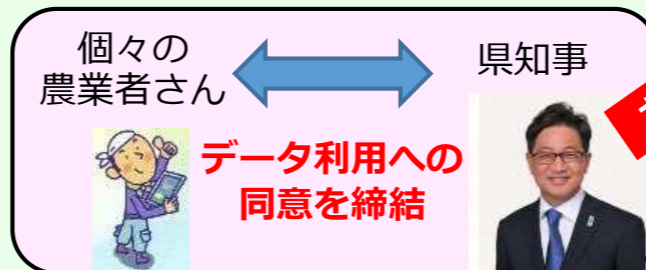 個々の
農業者さん
県知事
データ利用への
同意を締結